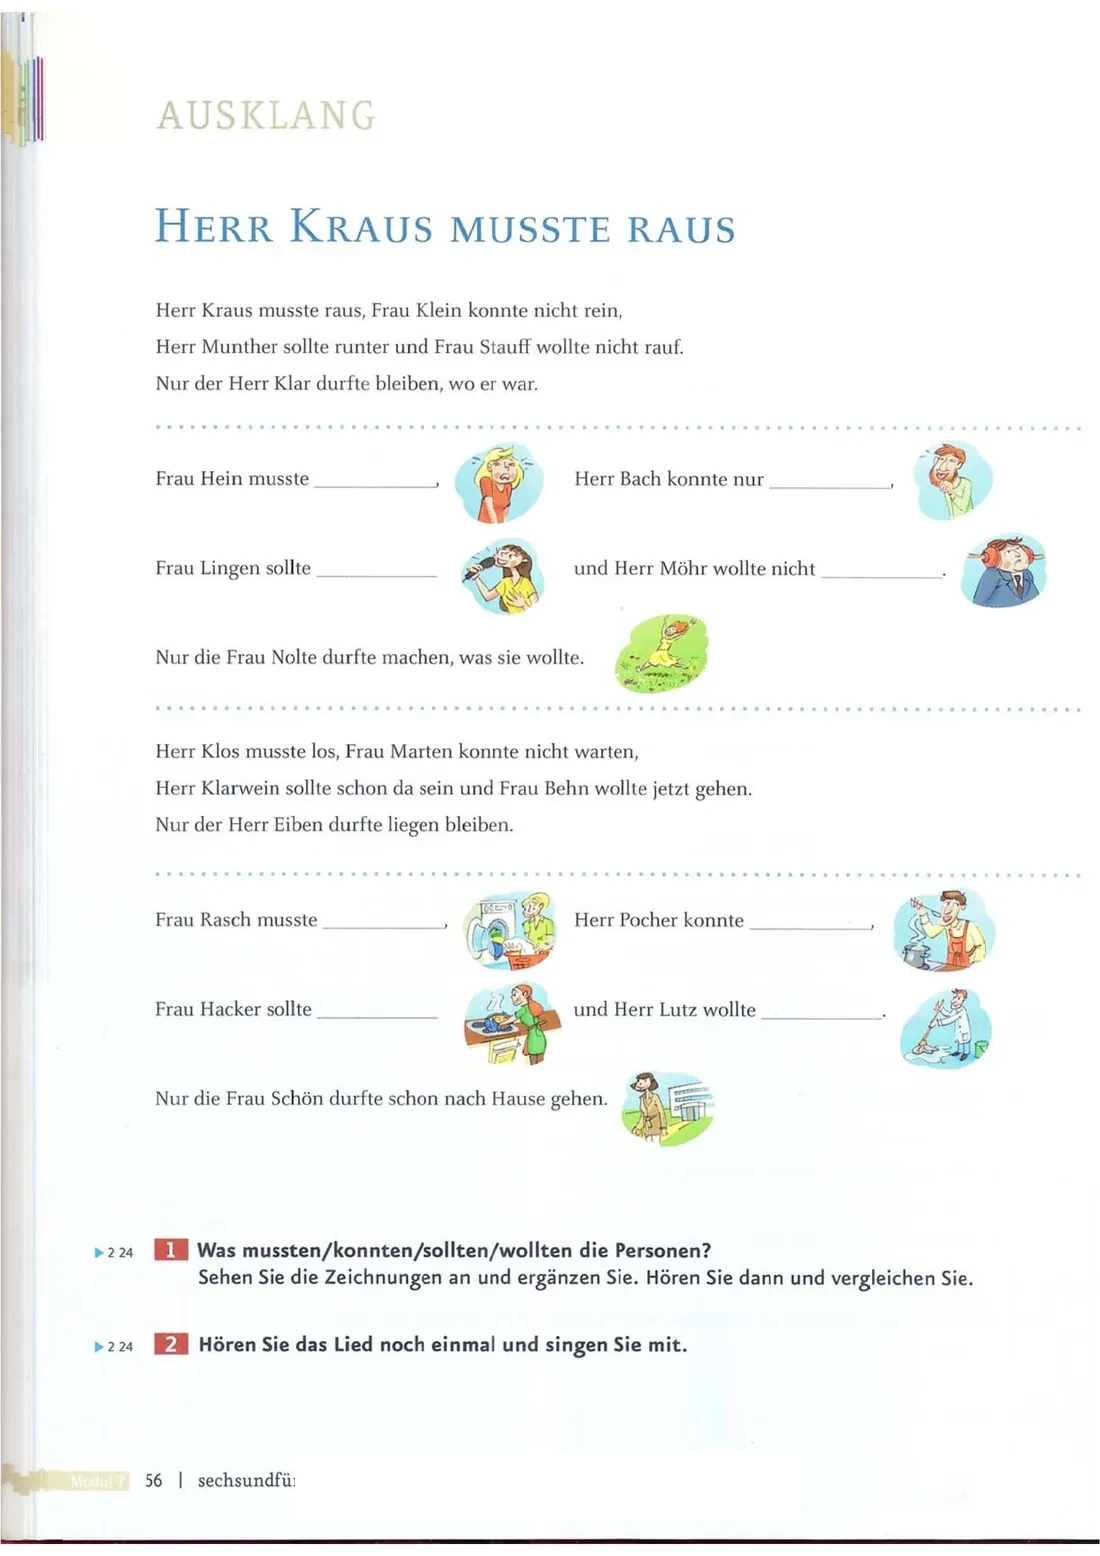 AUSKLANG
HERR KRAUS MUSSTE RAUS
Herr Kraus musste raus, Frau Klein konnte nicht rein,
Herr Munther sollte runter und Frau Stauff wollte nicht rauf.
Nur der Herr Klar durfte bleiben, wo er war.
Frau Hein musste ____________, Herr Bach konnte nur ____________,
Frau Lingen sollte ____________ und Herr Möhr wollte nicht ____________.
Nur die Frau Nolte durfte machen, was sie wollte.
Herr Klos musste los, Frau Marten konnte nicht warten,
Herr Klarwein sollte schon da sein und Frau Behn wollte jetzt gehen.
Nur der Herr Eiben durfte liegen bleiben.
Frau Rasch musste ____________, Herr Pocher konnte ____________,
Frau Hacker sollte ____________ und Herr Lutz wollte ____________.
Nur die Frau Schön durfte schon nach Hause gehen.
▶ 2 24 1 Was mussten/konnten/sollten/wollten die Personen?
Sehen Sie die Zeichnungen an und ergänzen Sie. Hören Sie dann und vergleichen Sie.
▶ 2 24 2 Hören Sie das Lied noch einmal und singen Sie mit.
Modul 7 56 | sechsundfü